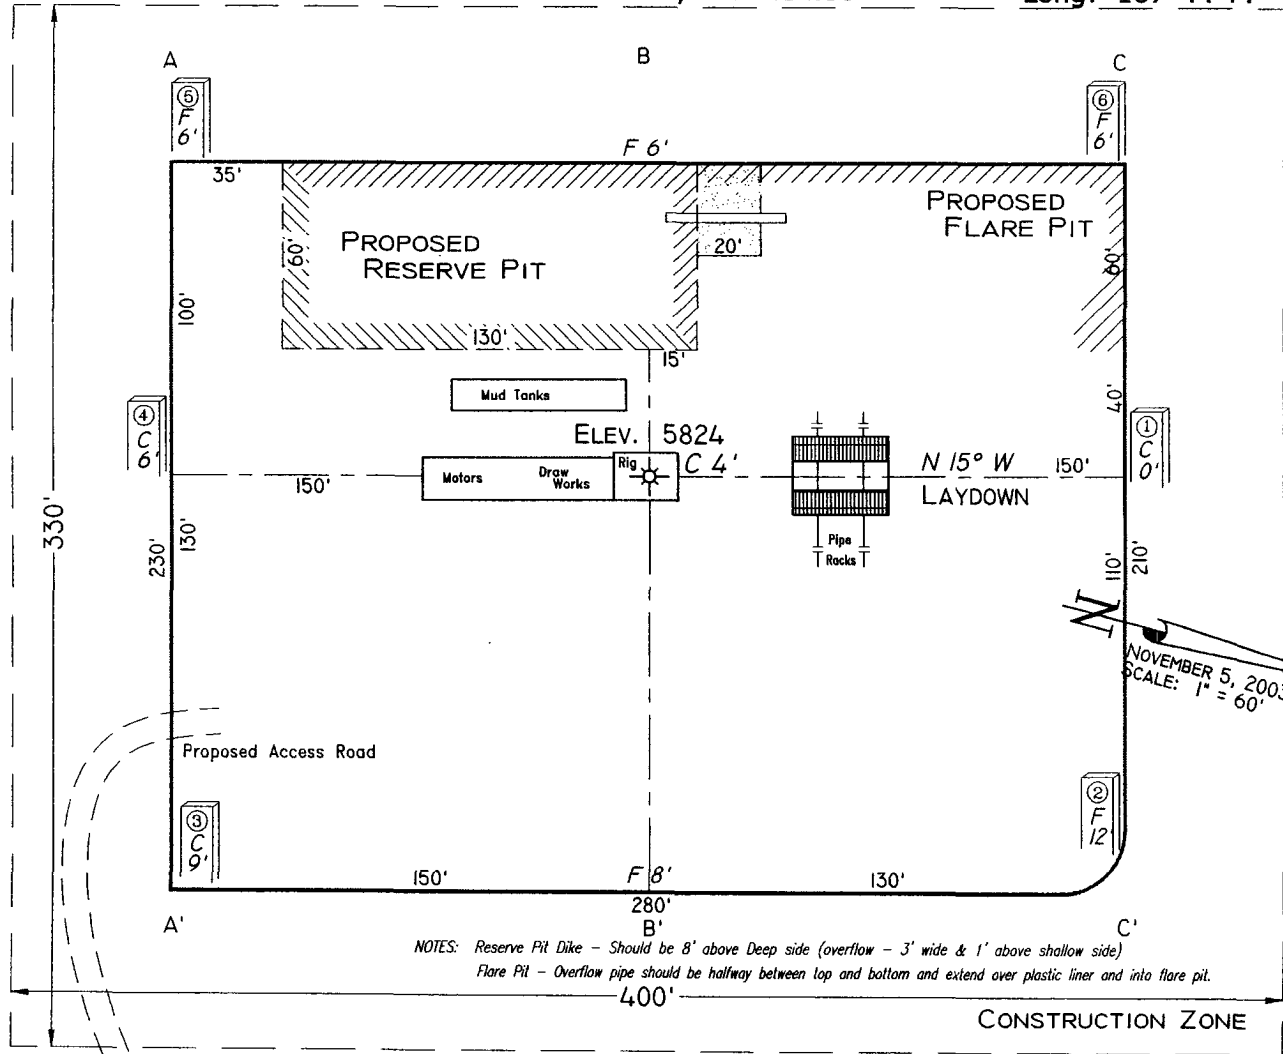 A
B
C
⑤
F
6'
⑥
F
6'
F 6'
35'
PROPOSED
RESERVE PIT
60'
20'
PROPOSED
FLARE PIT
60'
100'
130'
15'
Mud Tanks
40'
④
C
6'
①
C
0'
ELEV. 5824
Rig
C 4'
Motors
Draw
Works
N 15° W
LAYDOWN
150'
150'
330'
230'
130'
Pipe
Racks
110'
210'
N
NOVEMBER 5, 2003
SCALE: 1" = 60'
Proposed Access Road
③
C
9'
②
F
12'
150'
F 8'
130'
280'
A'
B'
C'
NOTES: Reserve Pit Dike – Should be 8' above Deep side (overflow – 3' wide & 1' above shallow side)
Flare Pit – Overflow pipe should be halfway between top and bottom and extend over plastic liner and into flare pit.
400'
CONSTRUCTION ZONE